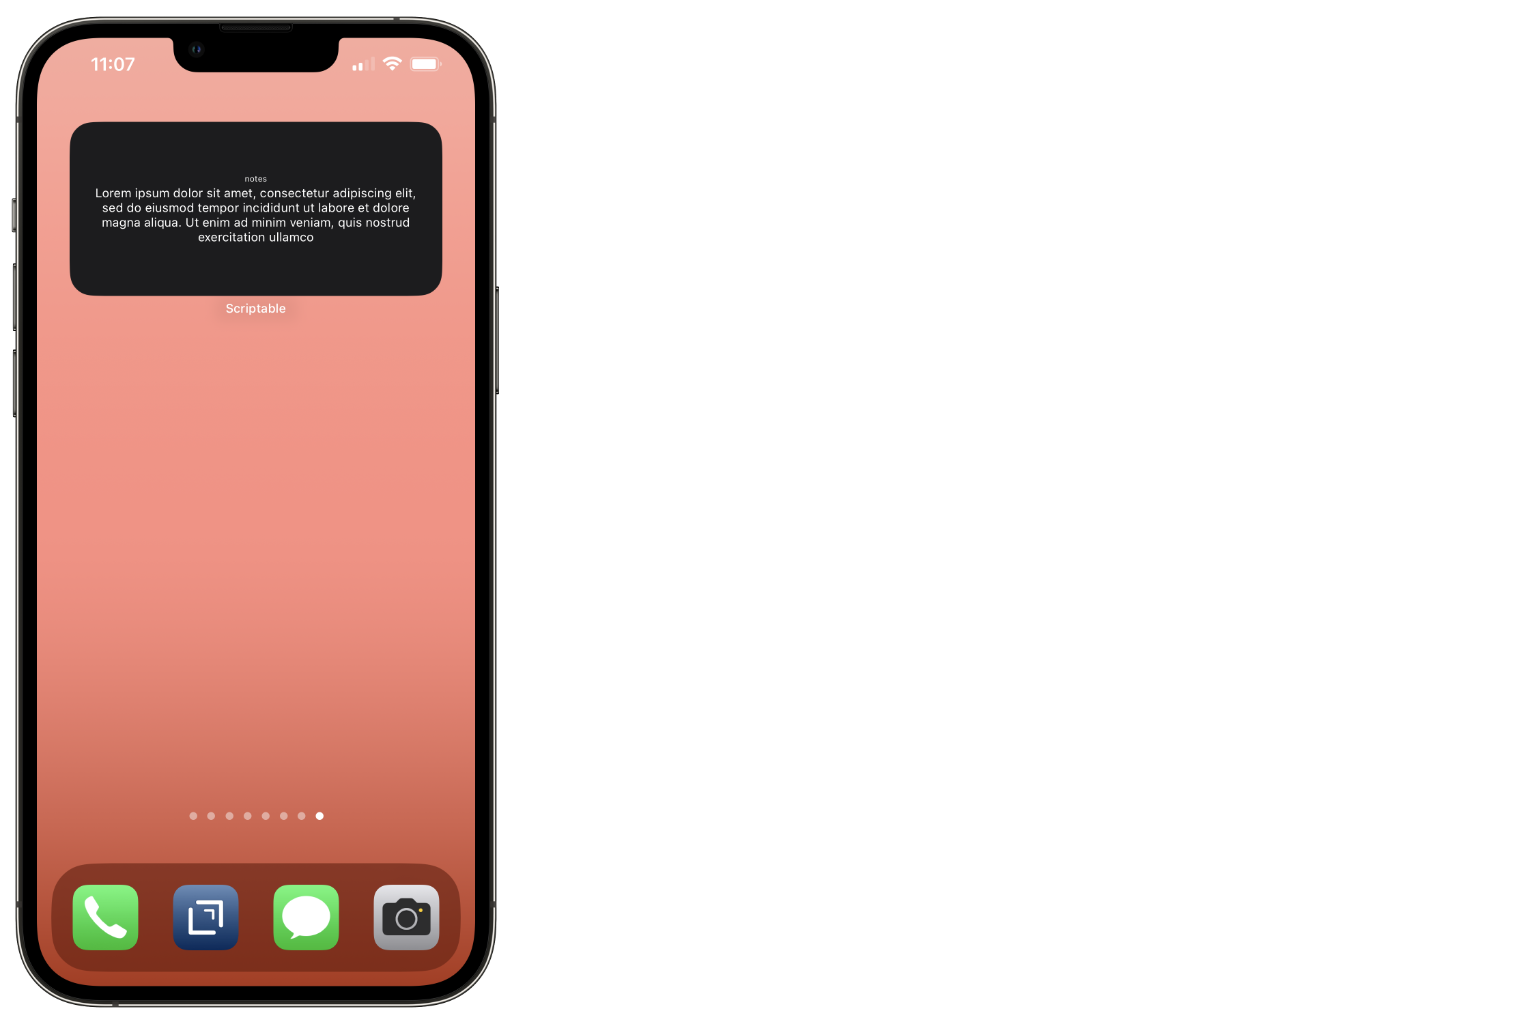 11:07
notes
Lorem ipsum dolor sit amet, consectetur adipiscing elit,
sed do eiusmod tempor incididunt ut labore et dolore
magna aliqua. Ut enim ad minim veniam, quis nostrud
exercitation ullamco
Scriptable